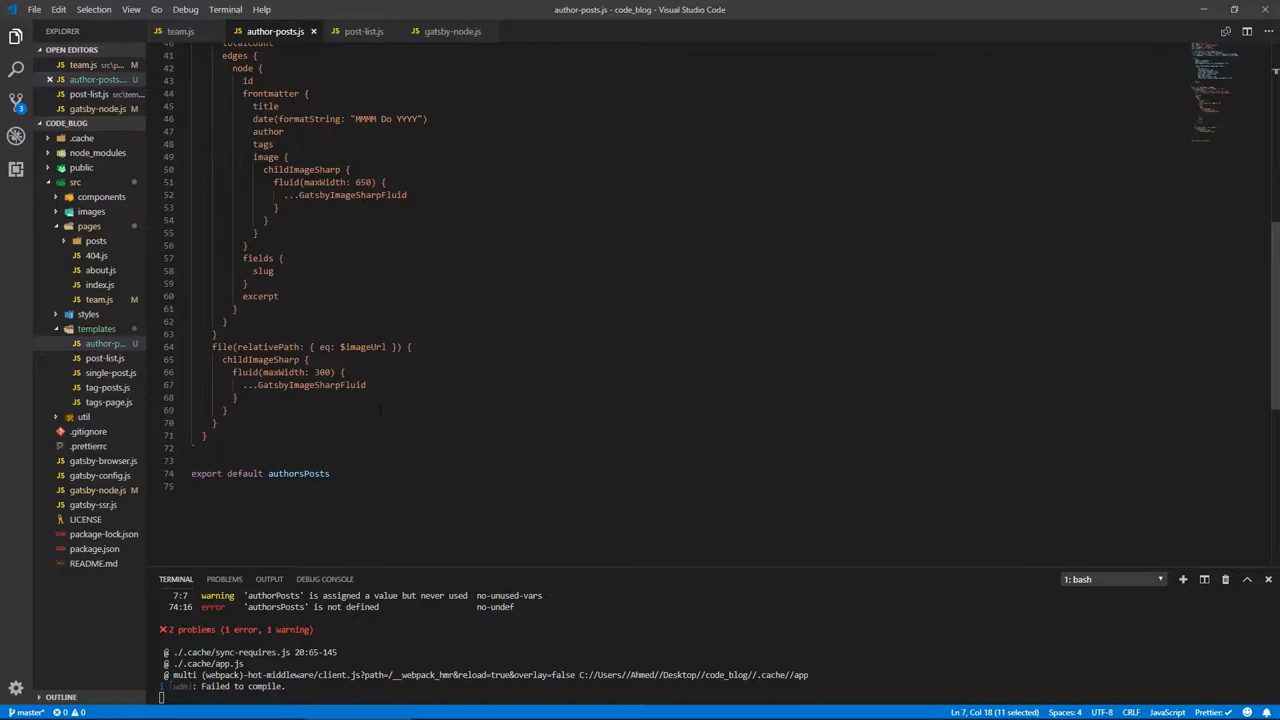 File Edit Selection View Go Debug Terminal Help
author-posts.js - code_blog - Visual Studio Code
EXPLORER
OPEN EDITORS
team.js src\p... M
author-posts.... U
post-list.js src\tem...
gatsby-node.js M
CODE_BLOG
.cache
node_modules
public
src
components
images
pages
posts
404.js
about.js
index.js
team.js M
styles
templates
author-p... U
post-list.js
single-post.js
tag-posts.js
tags-page.js
util
.gitignore
.prettierrc
gatsby-browser.js
gatsby-config.js
gatsby-node.js M
gatsby-ssr.js
LICENSE
package-lock.json
package.json
README.md
OUTLINE
team.js author-posts.js post-list.js gatsby-node.js
40 totalCount
41 edges {
42 node {
43 id
44 frontmatter {
45 title
46 date(formatString: "MMMM Do YYYY")
47 author
48 tags
49 image {
50 childImageSharp {
51 fluid(maxWidth: 650) {
52 ...GatsbyImageSharpFluid
53 }
54 }
55 }
56 }
57 fields {
58 slug
59 }
60 excerpt
61 }
62 }
63 }
64 file(relativePath: { eq: $imageUrl }) {
65 childImageSharp {
66 fluid(maxWidth: 300) {
67 ...GatsbyImageSharpFluid
68 }
69 }
70 }
71 }
72 `
73
74 export default authorsPosts
75
TERMINAL PROBLEMS OUTPUT DEBUG CONSOLE
1: bash
7:7 warning 'authorPosts' is assigned a value but never used no-unused-vars
74:16 error 'authorsPosts' is not defined no-undef
2 problems (1 error, 1 warning)
@ ./.cache/sync-requires.js 20:65-145
@ ./.cache/app.js
@ multi (webpack)-hot-middleware/client.js?path=/__webpack_hmr&reload=true&overlay=false C://Users//Ahmed//Desktop//code_blog//.cache//app
i ｢wdm｣: Failed to compile.
3
master* 0 0
Ln 7, Col 18 (11 selected) Spaces: 4 UTF-8 CRLF JavaScript Prettier: ✓